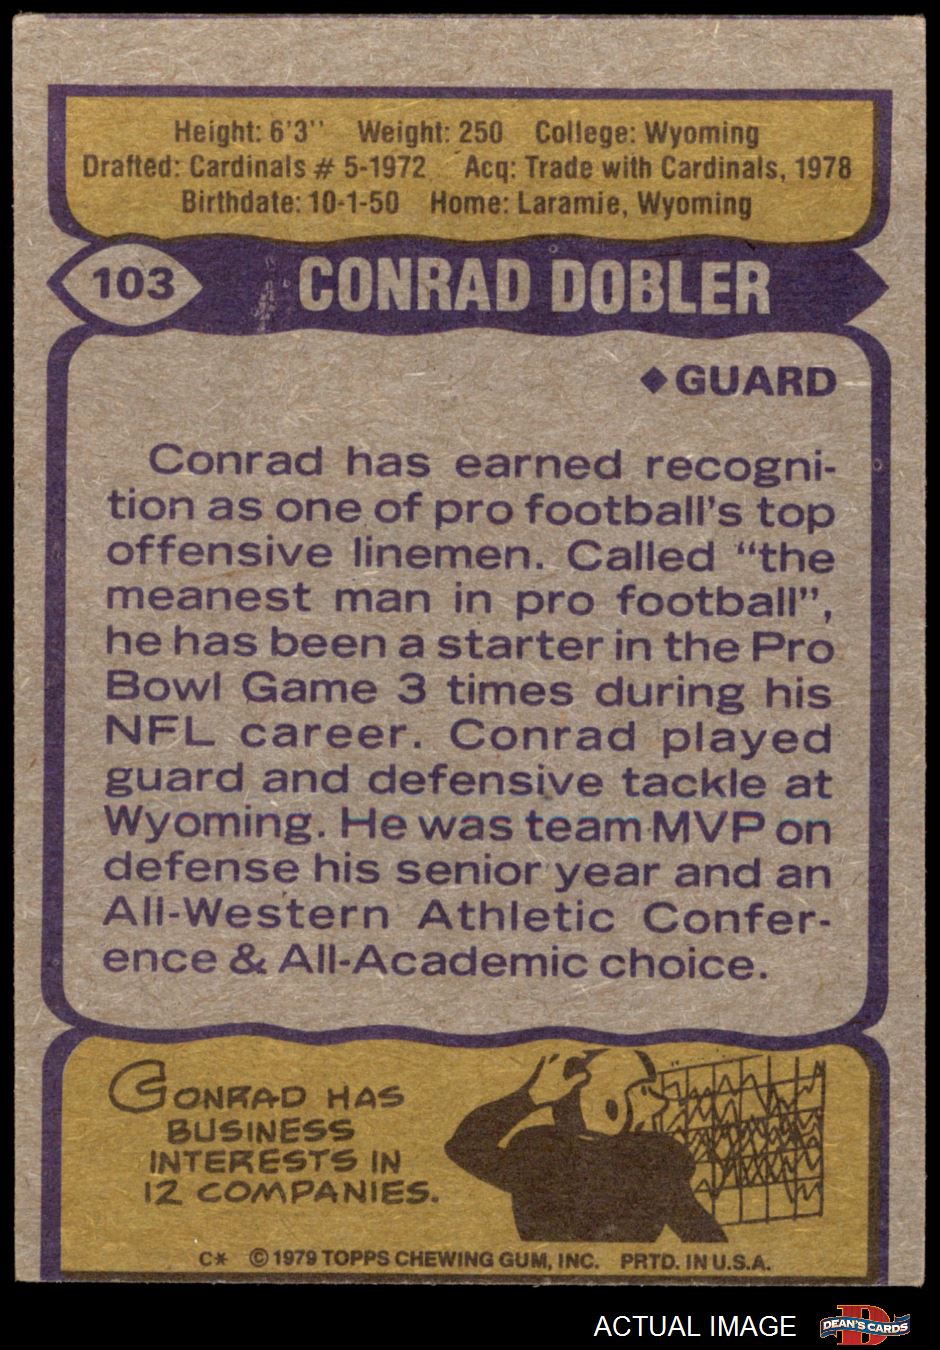 Height: 6'3'' Weight: 250 College: Wyoming
Drafted: Cardinals # 5-1972 Acq: Trade with Cardinals, 1978
Birthdate: 10-1-50 Home: Laramie, Wyoming
103 CONRAD DOBLER
◆GUARD
Conrad has earned recogni-
tion as one of pro football's top
offensive linemen. Called “the
meanest man in pro football”,
he has been a starter in the Pro
Bowl Game 3 times during his
NFL career. Conrad played
guard and defensive tackle at
Wyoming. He was team MVP on
defense his senior year and an
All-Western Athletic Confer-
ence & All-Academic choice.
CONRAD HAS
BUSINESS
INTERESTS IN
12 COMPANIES.
C* © 1979 TOPPS CHEWING GUM, INC. PRTD. IN U.S.A.
ACTUAL IMAGE
DEAN'S CARDS